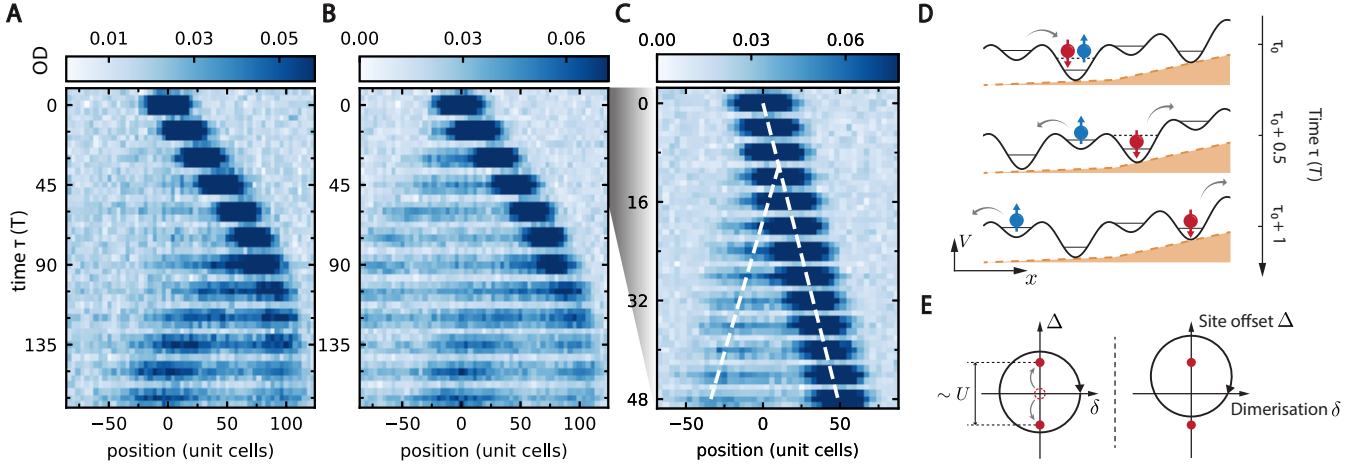 A
0.01
0.03
0.05
OD
0
45
90
135
time τ (T)
−50
0
50
100
position (unit cells)
B
0.00
0.03
0.06
0
45
90
135
−50
0
50
100
position (unit cells)
C
0.00
0.04
0.06
0
16
32
48
−50
0
50
position (unit cells)
D
τ₀
τ₀ + 0.5
τ₀ + 1
Time τ (T)
V
x
E
Δ
δ
~ U
Site offset Δ
Dimerisation δ